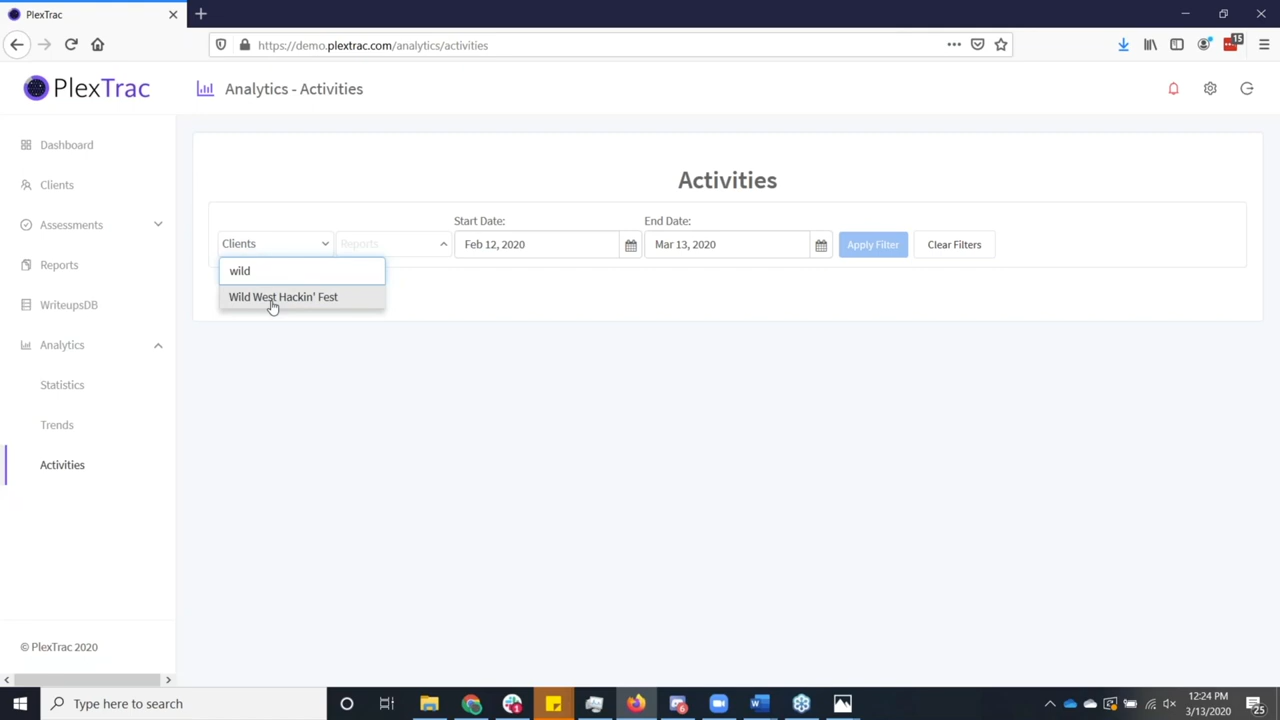 PlexTrac
https://demo.plextrac.com/analytics/activities
15
PlexTrac
Analytics - Activities
Dashboard
Clients
Assessments
Reports
WriteupsDB
Analytics
Statistics
Trends
Activities
© PlexTrac 2020
Activities
Start Date:
End Date:
Clients
Reports
Feb 12, 2020
Mar 13, 2020
Apply Filter
Clear Filters
wild
Wild West Hackin' Fest
Type here to search
12:24 PM
3/13/2020
25